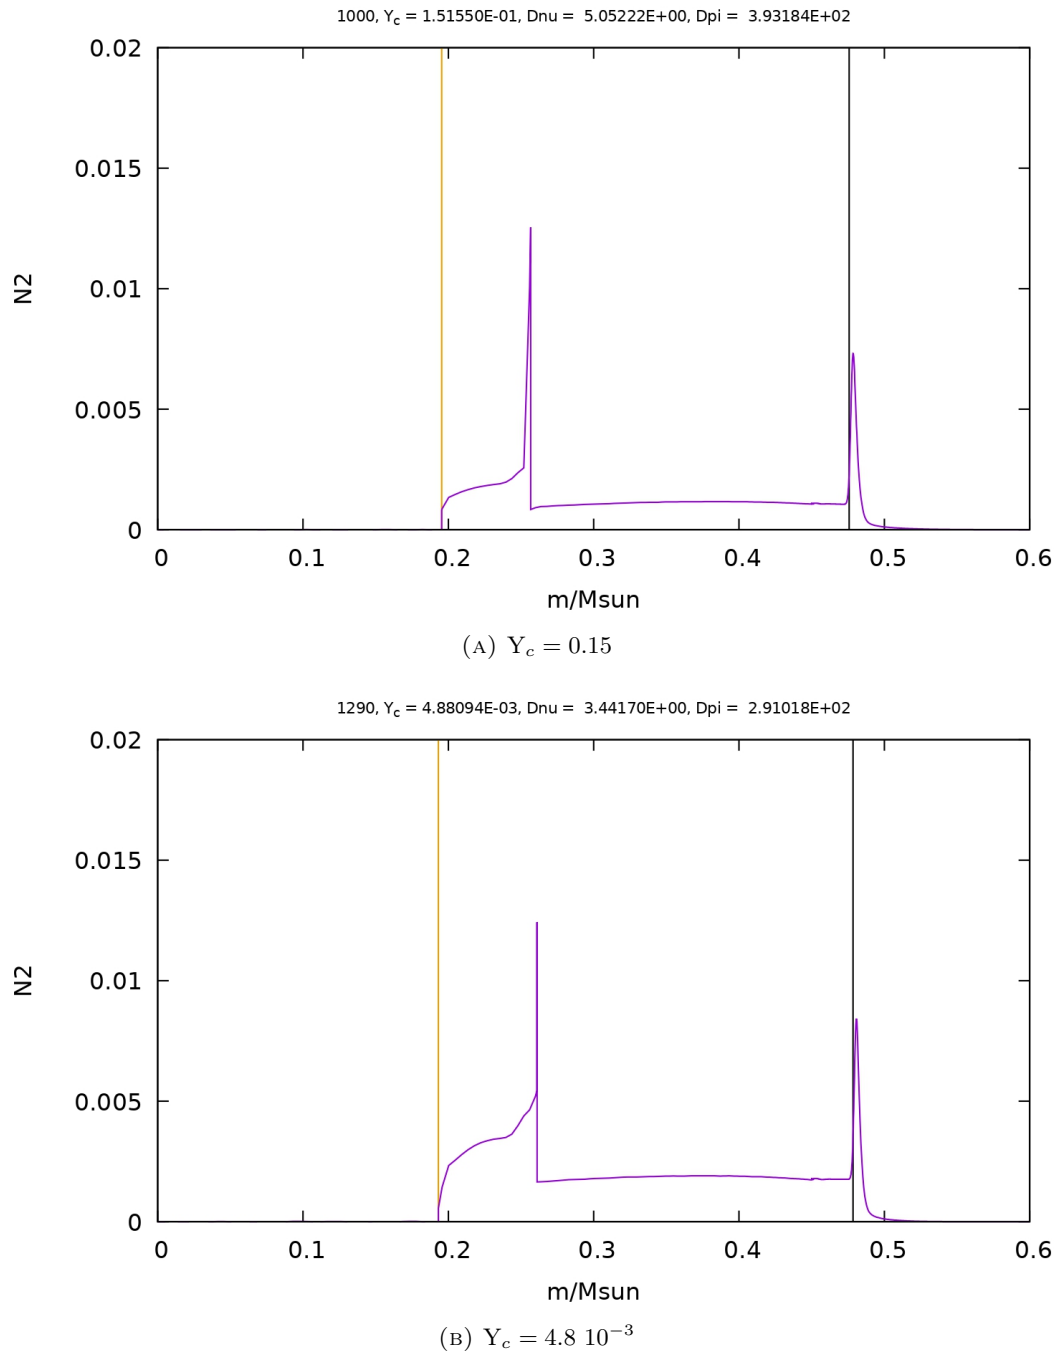 1000, Yc = 1.51550E-01, Dnu = 5.05222E+00, Dpi = 3.93184E+02
0.02
0.015
0.01
0.005
0
N2
0 0.1 0.2 0.3 0.4 0.5 0.6
m/Msun
(A) Yc = 0.15
1290, Yc = 4.88094E-03, Dnu = 3.44170E+00, Dpi = 2.91018E+02
0.02
0.015
0.01
0.005
0
N2
0 0.1 0.2 0.3 0.4 0.5 0.6
m/Msun
(B) Yc = 4.8 10⁻³